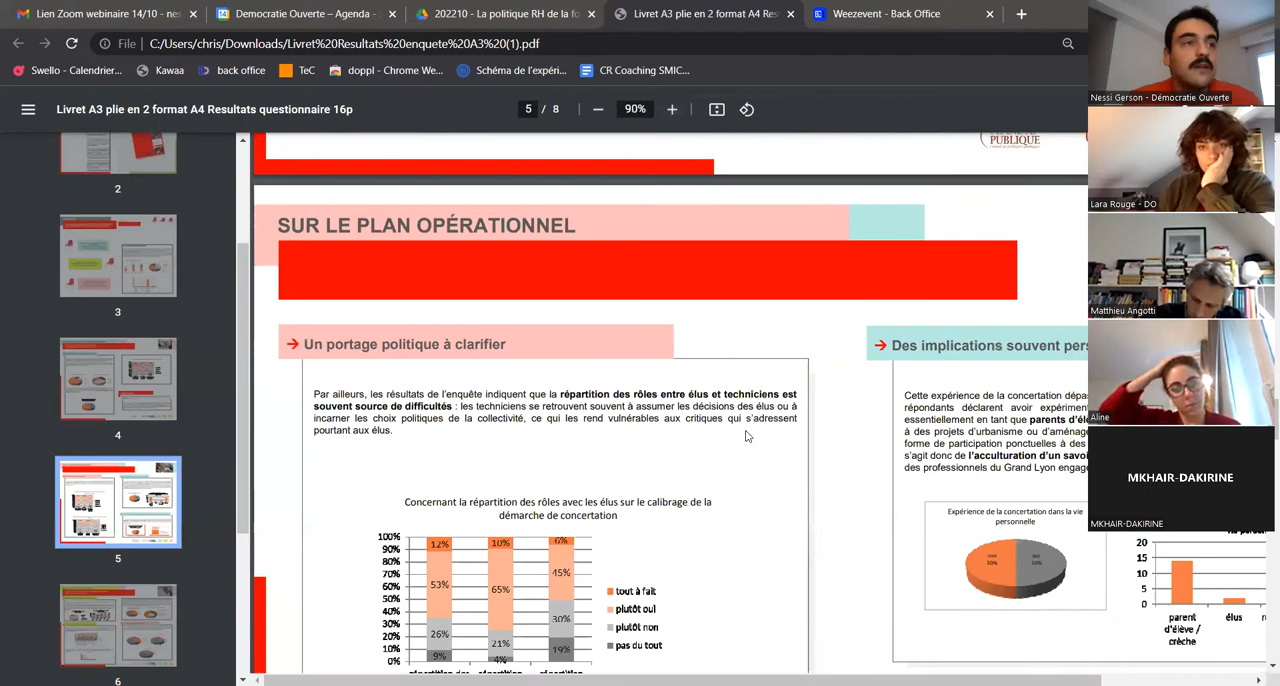 Lien Zoom webinaire 14/10 - nes
Democratie Ouverte – Agenda -
202210 - La politique RH de la fo
Livret A3 plie en 2 format A4 Res
Weezevent - Back Office
File
C:/Users/chris/Downloads/Livret%20Resultats%20enquete%20A3%20(1).pdf
Swello - Calendrier...
Kawaa
back office
TeC
doppl - Chrome We...
Schéma de l'expéri...
CR Coaching SMIC...
Livret A3 plie en 2 format A4 Resultats questionnaire 16p
5 / 8
90%
2
3
4
5
6
PUBLIQUE
SUR LE PLAN OPÉRATIONNEL
→ Un portage politique à clarifier
Par ailleurs, les résultats de l'enquête indiquent que la répartition des rôles entre élus et techniciens est
souvent source de difficultés : les techniciens se retrouvent souvent à assumer les décisions des élus ou à
incarner les choix politiques de la collectivité, ce qui les rend vulnérables aux critiques qui s'adressent
pourtant aux élus.
Concernant la répartition des rôles avec les élus sur le calibrage de la
démarche de concertation
100%
90%
80%
70%
60%
50%
40%
30%
20%
10%
0%
12%
53%
26%
9%
10%
65%
21%
4%
6%
45%
30%
19%
tout à fait
plutôt oui
plutôt non
pas du tout
→ Des implications souvent pers
Cette expérience de la concertation dépas
répondants déclarent avoir expérimen
essentiellement en tant que parents d'élè
à des projets d'urbanisme ou d'aménage
forme de participation ponctuelles à des
s'agit donc de l'acculturation d'un savoi
des professionnels du Grand Lyon engagé
Expérience de la concertation dans la vie
personnelle
50%
50%
20
15
10
5
0
parent
d'élève /
crèche
élus
Nessi Gerson - Démocratie Ouverte
Lara Rouge - DO
Matthieu Angotti
Aline
MKHAIR-DAKIRINE
MKHAIR-DAKIRINE